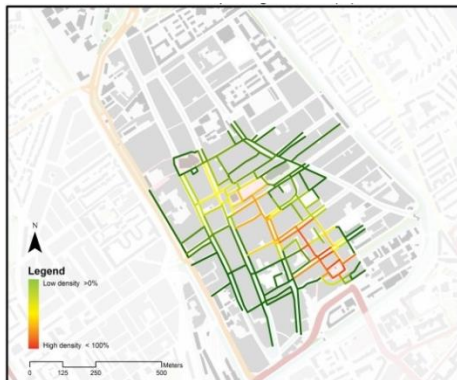 N
Legend
Low density >0%
High density < 100%
Meters
0 125 250 500